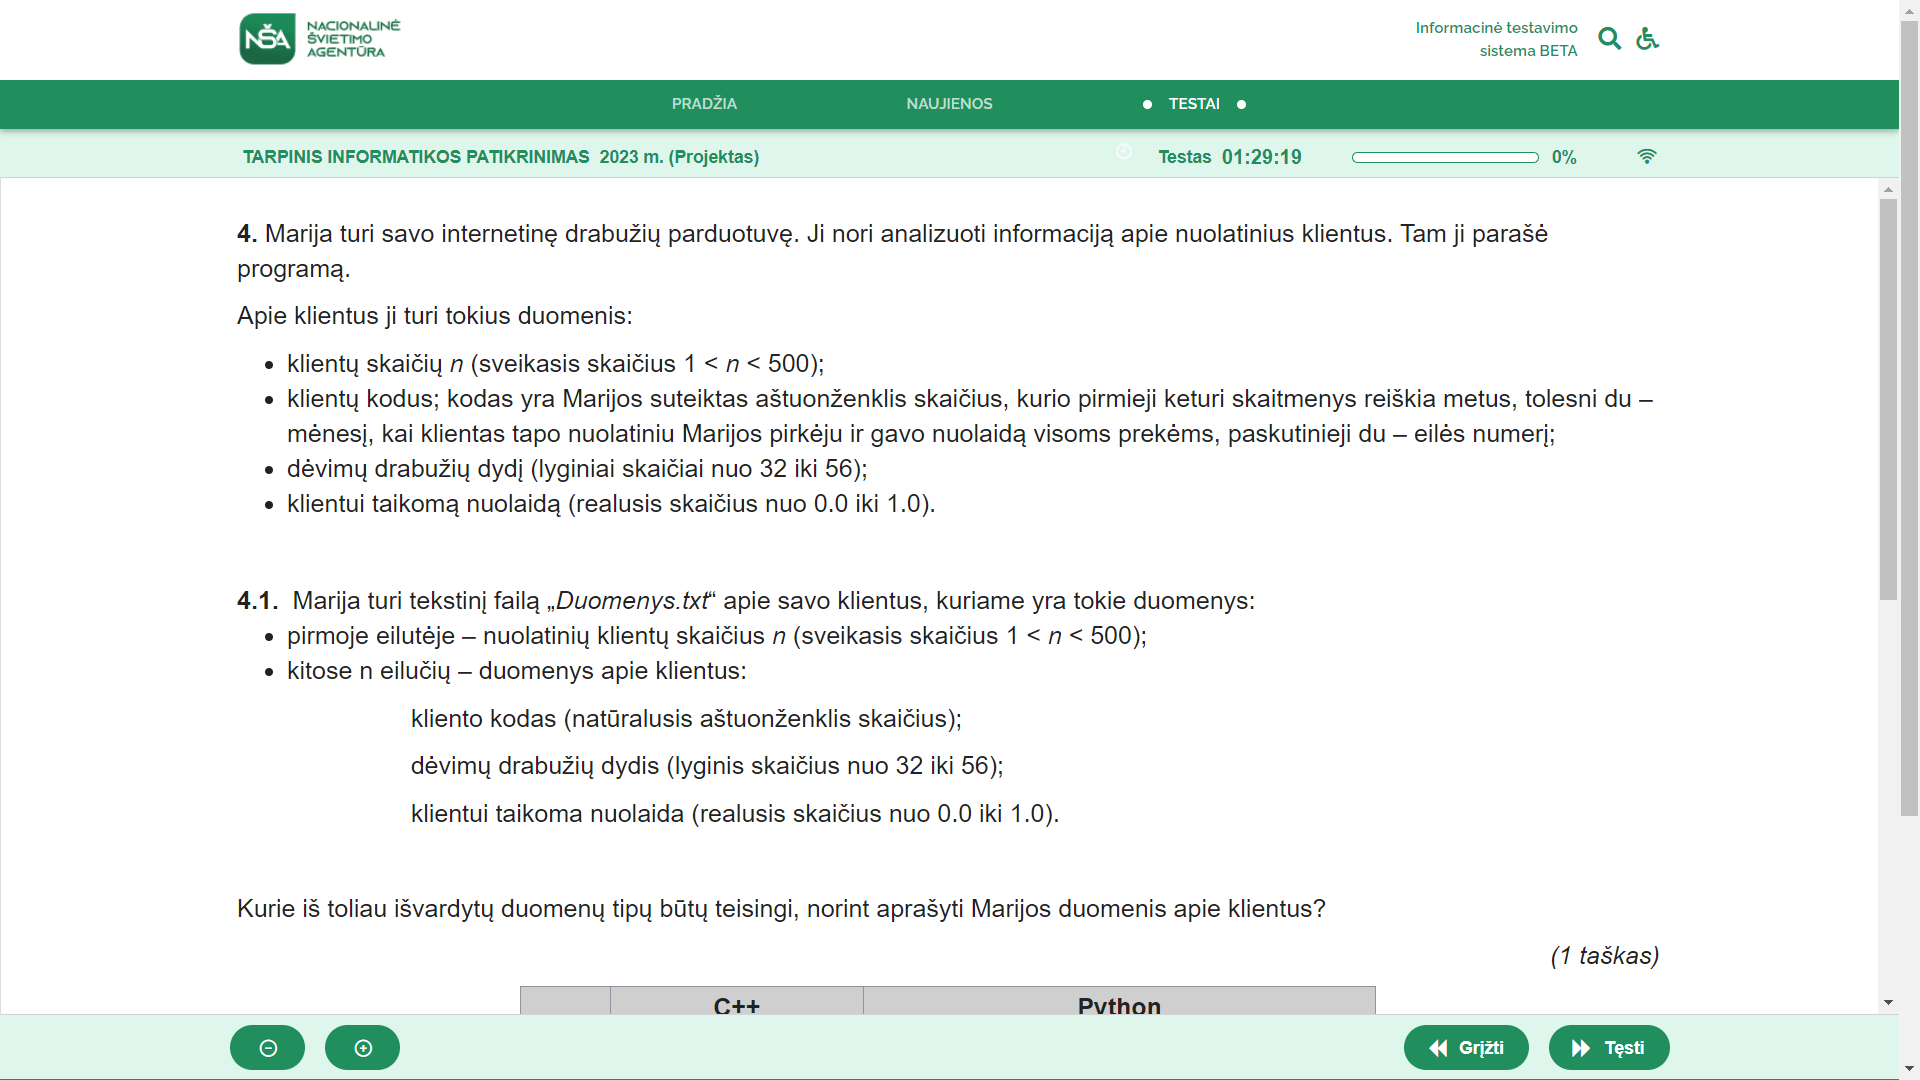 NŠA
NACIONALINĖ
ŠVIETIMO
AGENTŪRA
Informacinė testavimo
sistema BETA
PRADŽIA
NAUJIENOS
TESTAI
TARPINIS INFORMATIKOS PATIKRINIMAS 2023 m. (Projektas)
Testas 01:29:19
0%
4. Marija turi savo internetinę drabužių parduotuvę. Ji nori analizuoti informaciją apie nuolatinius klientus. Tam ji parašė
programą.
Apie klientus ji turi tokius duomenis:
• klientų skaičių n (sveikasis skaičius 1 < n < 500);
• klientų kodus; kodas yra Marijos suteiktas aštuonženklis skaičius, kurio pirmieji keturi skaitmenys reiškia metus, tolesni du –
mėnesį, kai klientas tapo nuolatiniu Marijos pirkėju ir gavo nuolaidą visoms prekėms, paskutinieji du – eilės numerį;
• dėvimų drabužių dydį (lyginiai skaičiai nuo 32 iki 56);
• klientui taikomą nuolaidą (realusis skaičius nuo 0.0 iki 1.0).
4.1. Marija turi tekstinį failą „Duomenys.txt“ apie savo klientus, kuriame yra tokie duomenys:
• pirmoje eilutėje – nuolatinių klientų skaičius n (sveikasis skaičius 1 < n < 500);
• kitose n eilučių – duomenys apie klientus:
kliento kodas (natūralusis aštuonženklis skaičius);
dėvimų drabužių dydis (lyginis skaičius nuo 32 iki 56);
klientui taikoma nuolaida (realusis skaičius nuo 0.0 iki 1.0).
Kurie iš toliau išvardytų duomenų tipų būtų teisingi, norint aprašyti Marijos duomenis apie klientus?
(1 taškas)
C++
Python
Grįžti
Tęsti